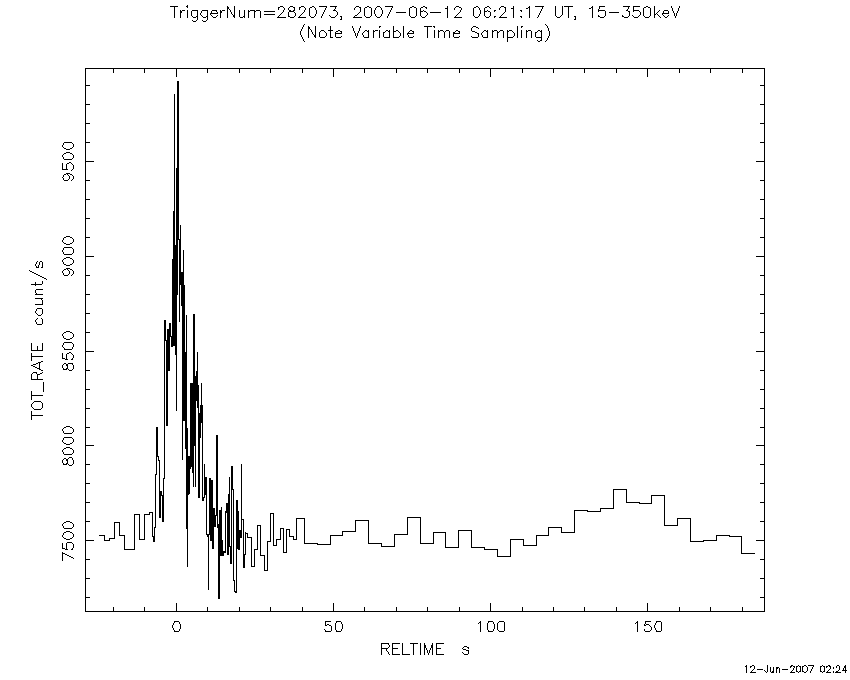 TriggerNum=282073, 2007-06-12 06:21:17 UT, 15-350keV
(Note Variable Time Sampling)
TOT_RATE count/s
9500
9000
8500
8000
7500
0 50 100 150
RELTIME s
12-Jun-2007 02:24